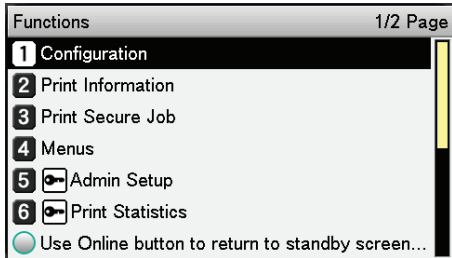 Functions 1/2 Page
1 Configuration
2 Print Information
3 Print Secure Job
4 Menus
5 Admin Setup
6 Print Statistics
Use Online button to return to standby screen...